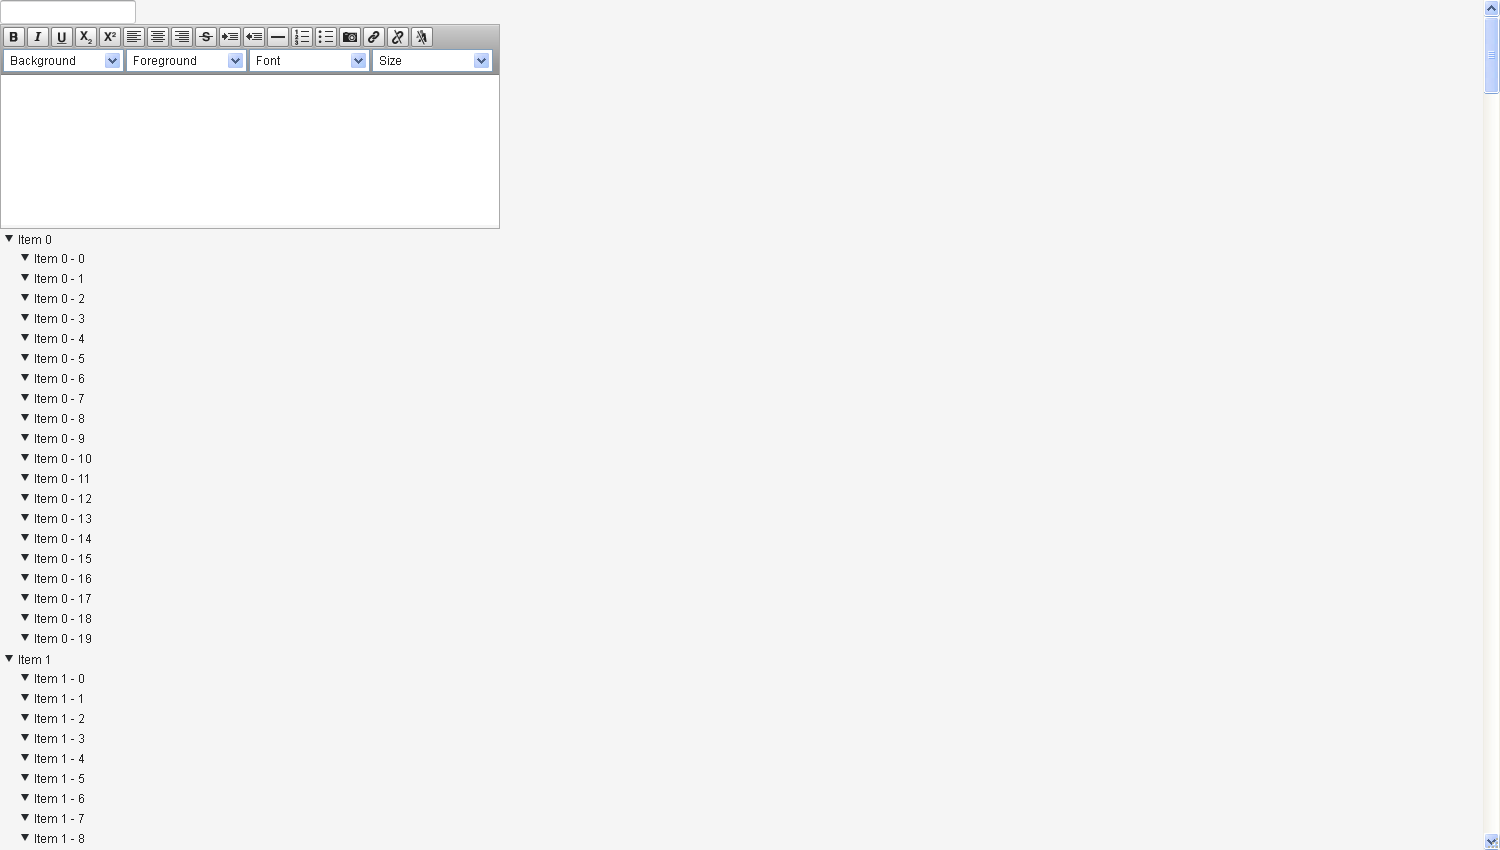 B I U X₂ X² S
Background Foreground Font Size
Item 0
Item 0 - 0
Item 0 - 1
Item 0 - 2
Item 0 - 3
Item 0 - 4
Item 0 - 5
Item 0 - 6
Item 0 - 7
Item 0 - 8
Item 0 - 9
Item 0 - 10
Item 0 - 11
Item 0 - 12
Item 0 - 13
Item 0 - 14
Item 0 - 15
Item 0 - 16
Item 0 - 17
Item 0 - 18
Item 0 - 19
Item 1
Item 1 - 0
Item 1 - 1
Item 1 - 2
Item 1 - 3
Item 1 - 4
Item 1 - 5
Item 1 - 6
Item 1 - 7
Item 1 - 8